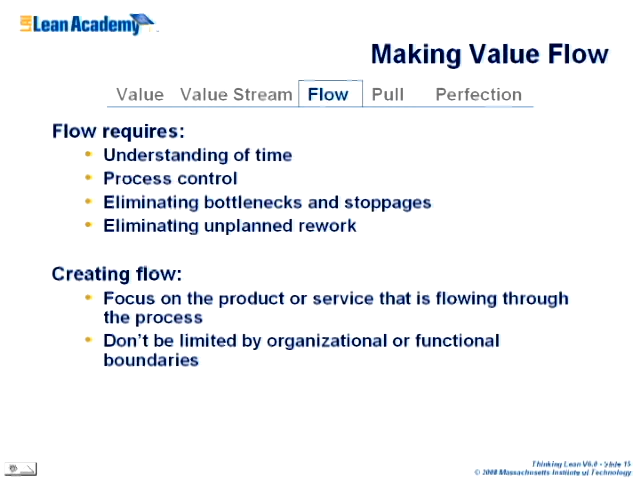 LAI Lean Academy
Making Value Flow
Value Value Stream Flow Pull Perfection
Flow requires:
• Understanding of time
• Process control
• Eliminating bottlenecks and stoppages
• Eliminating unplanned rework
Creating flow:
• Focus on the product or service that is flowing through
the process
• Don't be limited by organizational or functional
boundaries
Thinking Lean V6.0 - Slide 15
© 2008 Massachusetts Institute of Technology